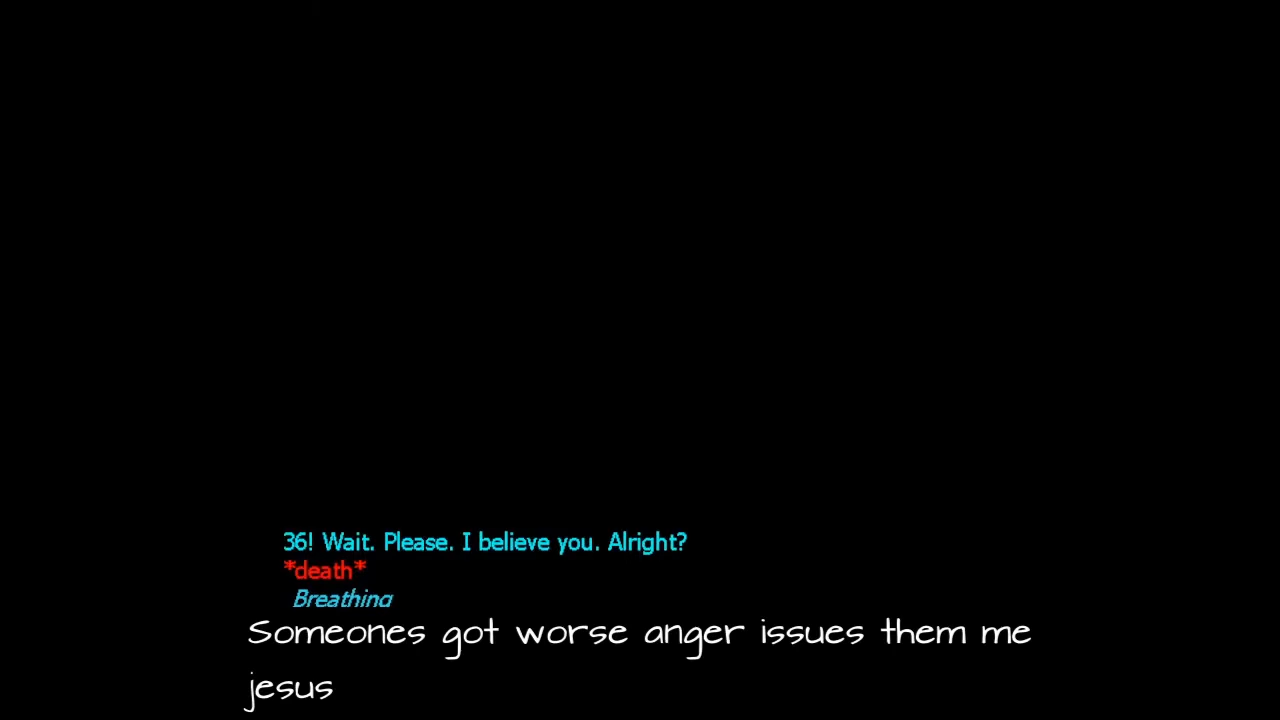 36! Wait. Please. I believe you. Alright?
*death*
Breathing
Someones got worse anger issues them me
jesus